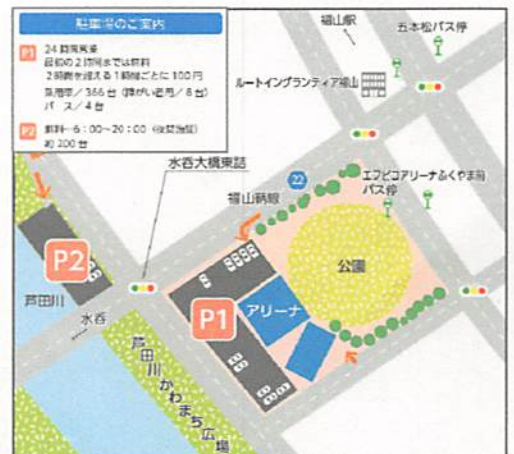 駐車場のご案内
P1
24時間営業
最初の2時間までは無料
2時間を超える1時間ごとに100円
乗用車／366台（障がい者用／8台）
バス／4台
P2
無料…6：00～20：00（夜間施錠）
約200台
福山駅
五本松バス停
ルートイングランティア福山
水呑大橋東詰
22
福山鞆線
エフピコアリーナふくやま前
バス停
公園
P2
芦田川
P1
アリーナ
水呑
芦田川かわまち広場